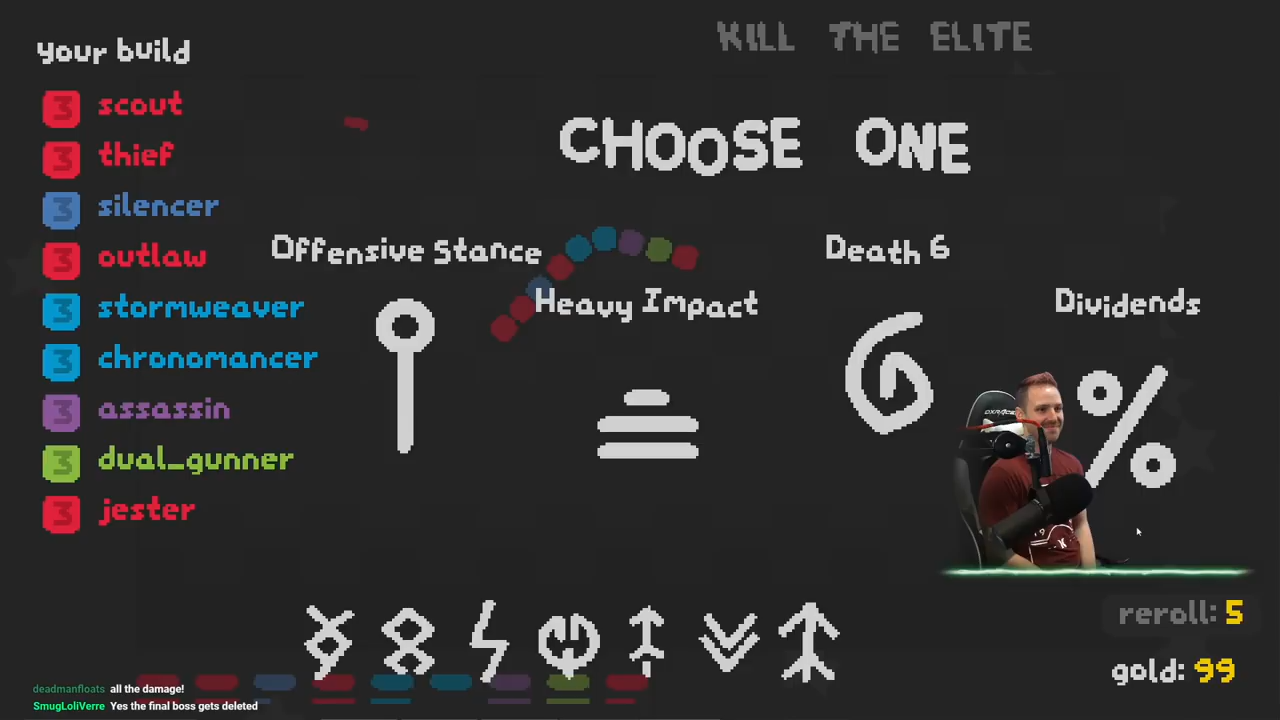 your build
KILL THE ELITE
3 scout
3 thief
3 silencer
3 outlaw
3 stormweaver
3 chronomancer
3 assassin
3 dual_gunner
3 jester
CHOOSE ONE
Offensive Stance
Heavy Impact
Death 6
Dividends
%
reroll: 5
gold: 99
deadmanfloats all the damage!
SmugLoliVerre Yes the final boss gets deleted